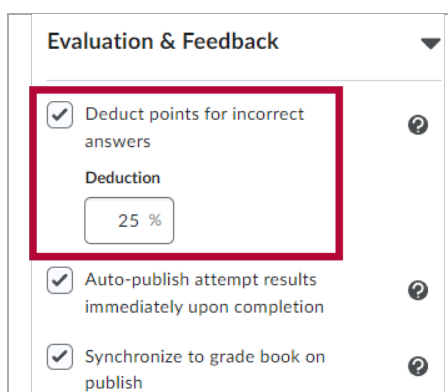 Evaluation & Feedback
Deduct points for incorrect
answers
Deduction
25 %
Auto-publish attempt results
immediately upon completion
Synchronize to grade book on
publish